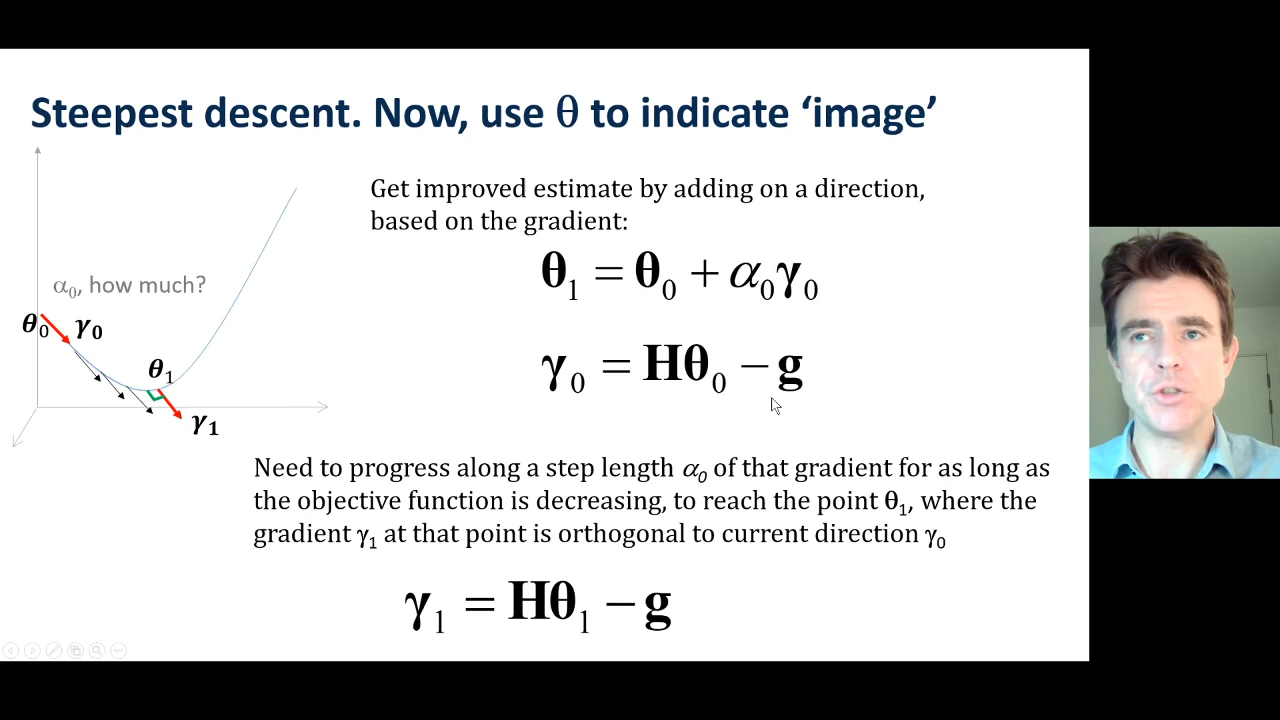 Steepest descent. Now, use θ to indicate ‘image’
Get improved estimate by adding on a direction,
based on the gradient:
θ₁ = θ₀ + α₀γ₀
γ₀ = Hθ₀ − g
α₀, how much?
θ₀
γ₀
θ₁
γ₁
Need to progress along a step length α₀ of that gradient for as long as
the objective function is decreasing, to reach the point θ₁, where the
gradient γ₁ at that point is orthogonal to current direction γ₀
γ₁ = Hθ₁ − g